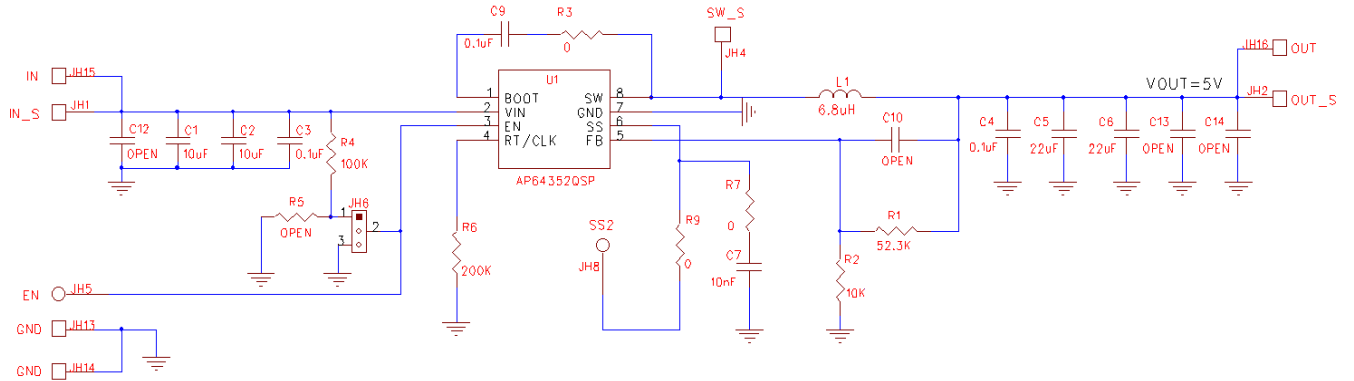 C9
0.1uF
R3
0
SW_S
JH4
IN
JH15
IN_S
JH1
C12
OPEN
C1
10uF
C2
10uF
C3
0.1uF
R4
100K
U1
1
BOOT
2
VIN
3
EN
4
RT/CLK
8
SW
7
GND
6
SS
5
FB
AP64352QSP
L1
6.8uH
VOUT=5V
JH16
OUT
JH2
OUT_S
C10
OPEN
C4
0.1uF
C5
22uF
C6
22uF
C13
OPEN
C14
OPEN
R5
OPEN
JH6
1
2
3
R6
200K
SS2
JH8
R9
0
R7
0
C7
10nF
R1
52.3K
R2
10K
EN
JH5
GND
JH13
GND
JH14